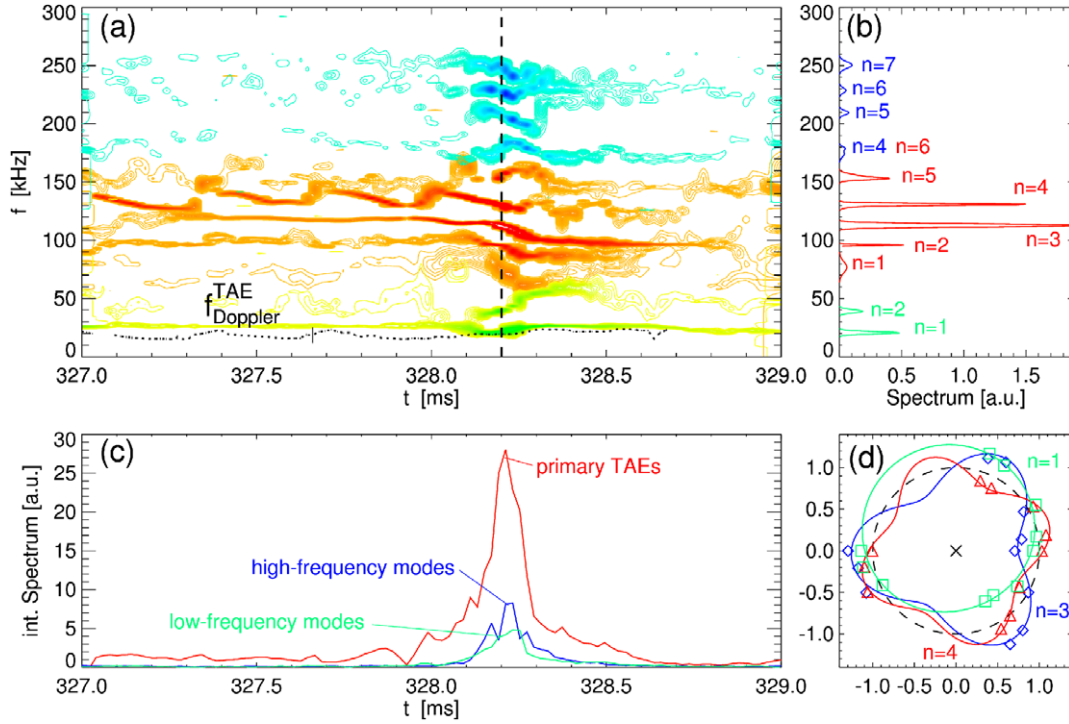 (a)
300
250
200
150
100
50
0
f [kHz]
f TAE Doppler
327.0 327.5 328.0 328.5 329.0
t [ms]
(b)
300
250
200
150
100
50
0
n=7
n=6
n=5
n=4 n=6
n=5
n=4
n=3
n=2
n=1
n=2
n=1
0.0 0.5 1.0 1.5
Spectrum [a.u.]
(c)
30
25
20
15
10
5
0
int. Spectrum [a.u.]
primary TAEs
high-frequency modes
low-frequency modes
327.0 327.5 328.0 328.5 329.0
t [ms]
(d)
1.0
0.5
0.0
-0.5
-1.0
n=1
n=3
n=4
-1.0 -0.5 0.0 0.5 1.0